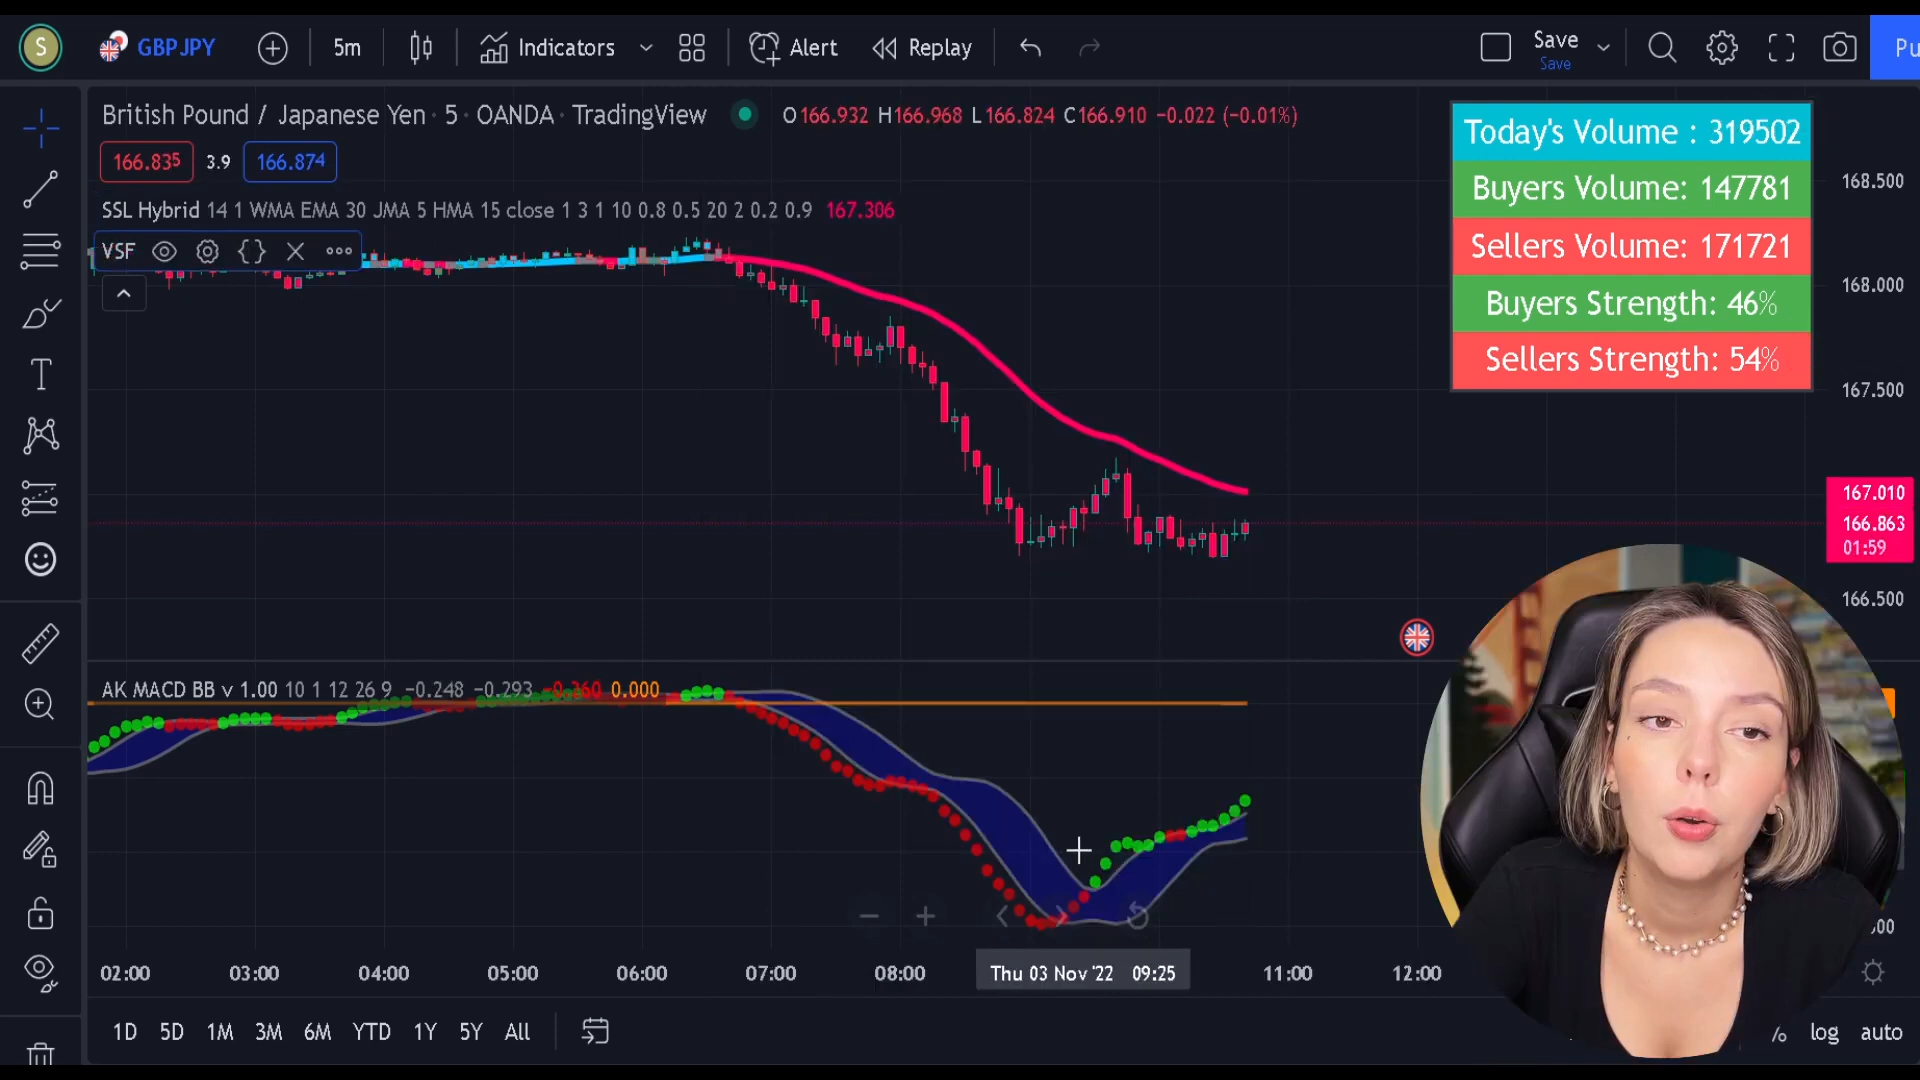 S GBPJPY 5m Indicators Alert Replay Save Pu
Save
British Pound / Japanese Yen · 5 · OANDA · TradingView O166.932 H166.968 L166.824 C166.910 −0.022 (−0.01%)
166.835 3.9 166.874
SSL Hybrid 14 1 WMA EMA 30 JMA 5 HMA 15 close 1 3 1 10 0.8 0.5 20 2 0.2 0.9 167.306
VSF
Today's Volume : 319502
Buyers Volume: 147781
Sellers Volume: 171721
Buyers Strength: 46%
Sellers Strength: 54%
168.500
168.000
167.500
167.010
166.863
01:59
166.500
AK MACD BB v 1.00 10 1 12 26 9 −0.248 −0.293 −0.360 0.000
02:00 03:00 04:00 05:00 06:00 07:00 08:00 Thu 03 Nov '22 09:25 11:00 12:00
1D 5D 1M 3M 6M YTD 1Y 5Y All log auto